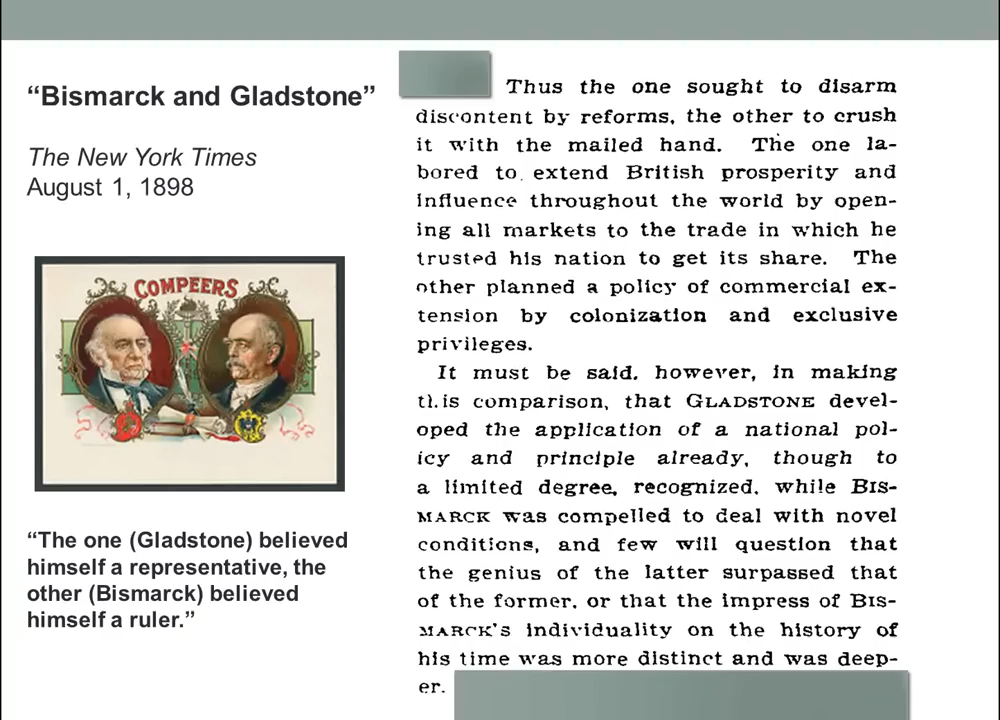 “Bismarck and Gladstone”
The New York Times
August 1, 1898
COMPEERS
“The one (Gladstone) believed
himself a representative, the
other (Bismarck) believed
himself a ruler.”
Thus the one sought to disarm
discontent by reforms, the other to crush
it with the mailed hand. The one la-
bored to extend British prosperity and
influence throughout the world by open-
ing all markets to the trade in which he
trusted his nation to get its share. The
other planned a policy of commercial ex-
tension by colonization and exclusive
privileges.
It must be said, however, in making
this comparison, that GLADSTONE devel-
oped the application of a national pol-
icy and principle already, though to
a limited degree, recognized, while BIS-
MARCK was compelled to deal with novel
conditions, and few will question that
the genius of the latter surpassed that
of the former, or that the impress of BIS-
MARCK'S individuality on the history of
his time was more distinct and was deep-
er.